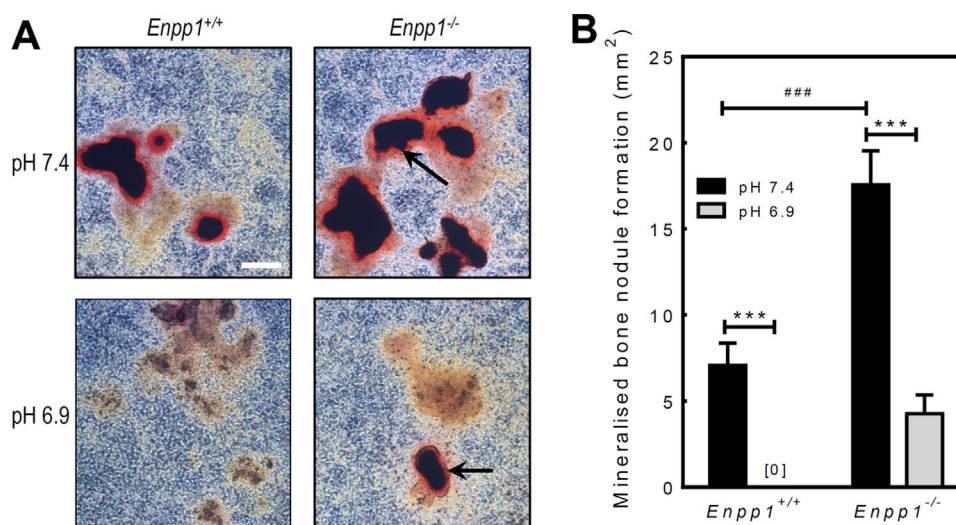 A
Enpp1+/+
Enpp1-/-
pH 7.4
pH 6.9
B
Mineralised bone nodule formation (mm2)
25
20
15
10
5
0
###
***
***
pH 7.4
pH 6.9
[0]
Enpp1+/+
Enpp1-/-